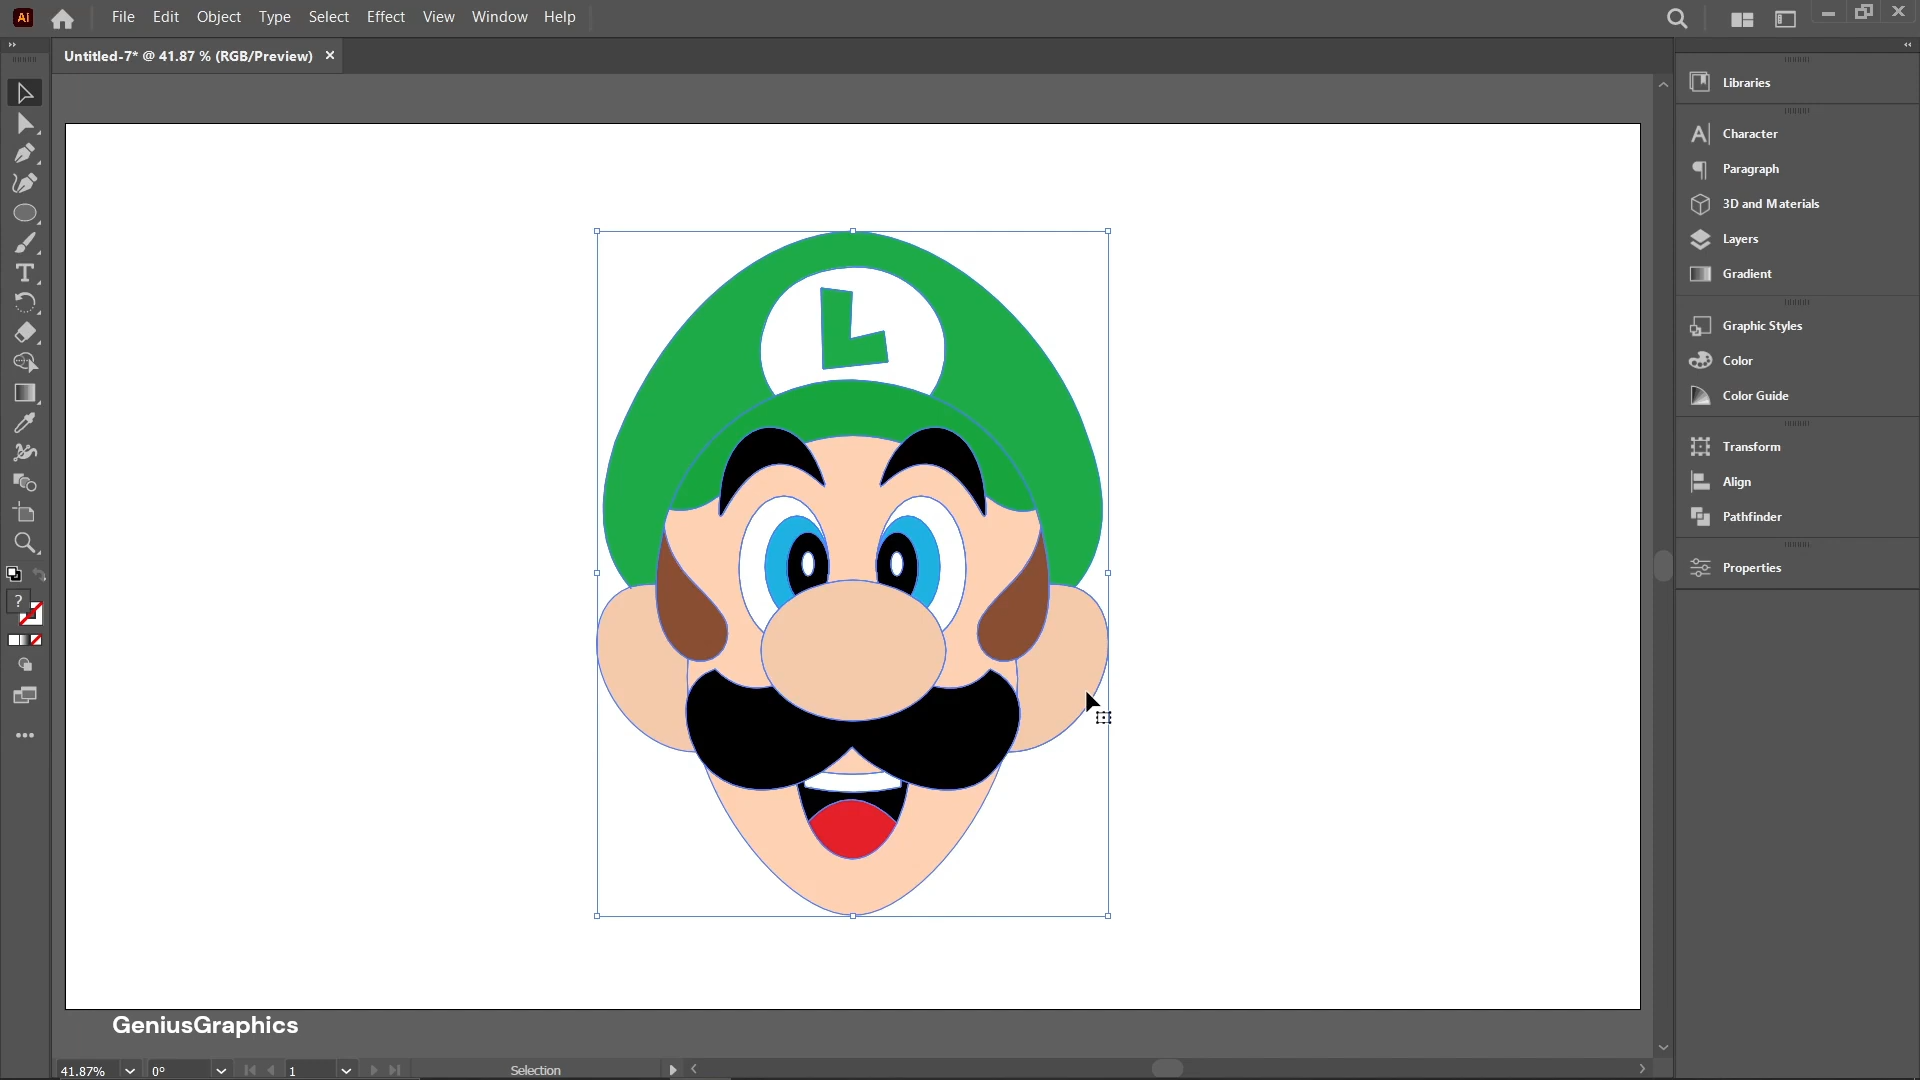 Ai File Edit Object Type Select Effect View Window Help
Untitled-7* @ 41.87 % (RGB/Preview)
Libraries
Character
Paragraph
3D and Materials
Layers
Gradient
Graphic Styles
Color
Color Guide
Transform
Align
Pathfinder
Properties
L
?
GeniusGraphics
41.87% 0° 1 Selection